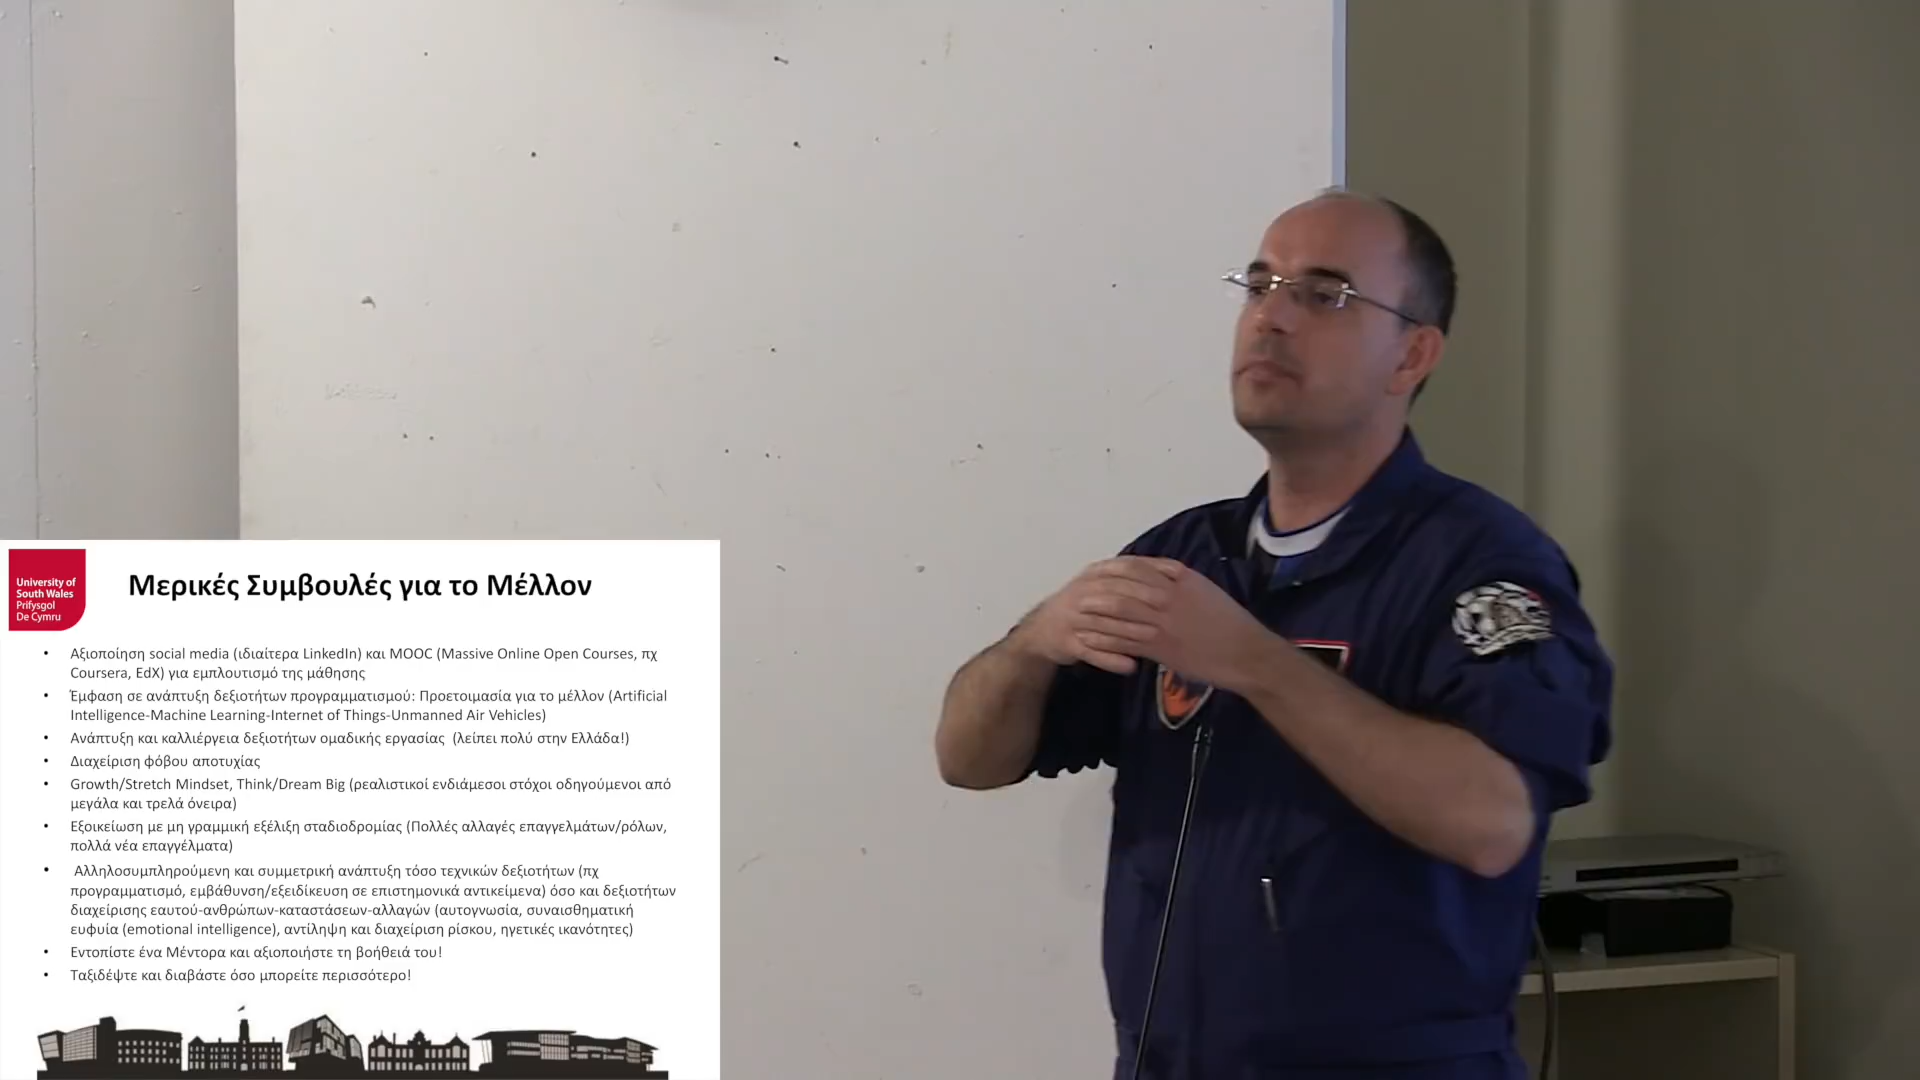 University of
South Wales
Prifysgol
De Cymru
Μερικές Συμβουλές για το Μέλλον
• Αξιοποίηση social media (ιδιαίτερα LinkedIn) και MOOC (Massive Online Open Courses, πχ
Coursera, EdX) για εμπλουτισμό της μάθησης
• Έμφαση σε ανάπτυξη δεξιοτήτων προγραμματισμού: Προετοιμασία για το μέλλον (Artificial
Intelligence-Machine Learning-Internet of Things-Unmanned Air Vehicles)
• Ανάπτυξη και καλλιέργεια δεξιοτήτων ομαδικής εργασίας (λείπει πολύ στην Ελλάδα!)
• Διαχείριση φόβου αποτυχίας
• Growth/Stretch Mindset, Think/Dream Big (ρεαλιστικοί ενδιάμεσοι στόχοι οδηγούμενοι από
μεγάλα και τρελά όνειρα)
• Εξοικείωση με μη γραμμική εξέλιξη σταδιοδρομίας (Πολλές αλλαγές επαγγελμάτων/ρόλων,
πολλά νέα επαγγέλματα)
• Αλληλοσυμπληρούμενη και συμμετρική ανάπτυξη τόσο τεχνικών δεξιοτήτων (πχ
προγραμματισμό, εμβάθυνση/εξειδίκευση σε επιστημονικά αντικείμενα) όσο και δεξιοτήτων
διαχείρισης εαυτού-ανθρώπων-καταστάσεων-αλλαγών (αυτογνωσία, συναισθηματική
ευφυία (emotional intelligence), αντίληψη και διαχείριση ρίσκου, ηγετικές ικανότητες)
• Εντοπίστε ένα Μέντορα και αξιοποιήστε τη βοήθειά του!
• Ταξιδέψτε και διαβάστε όσο μπορείτε περισσότερο!